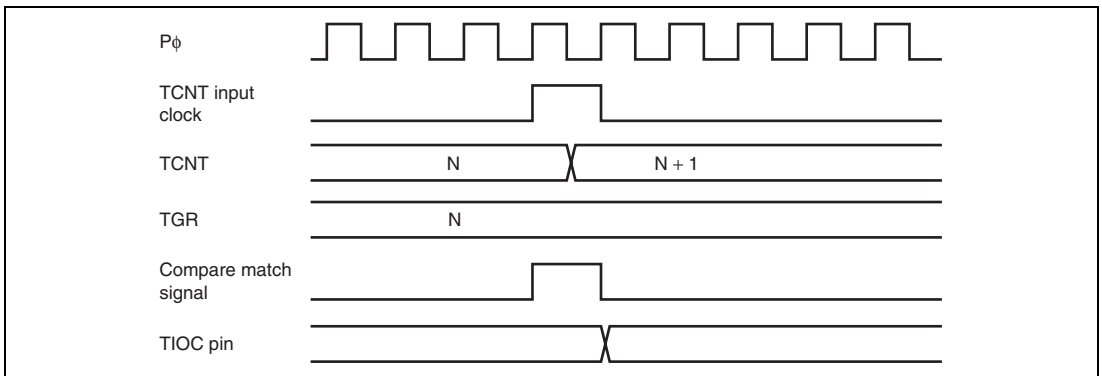 Pϕ
TCNT input
clock
TCNT
N
N + 1
TGR
N
Compare match
signal
TIOC pin